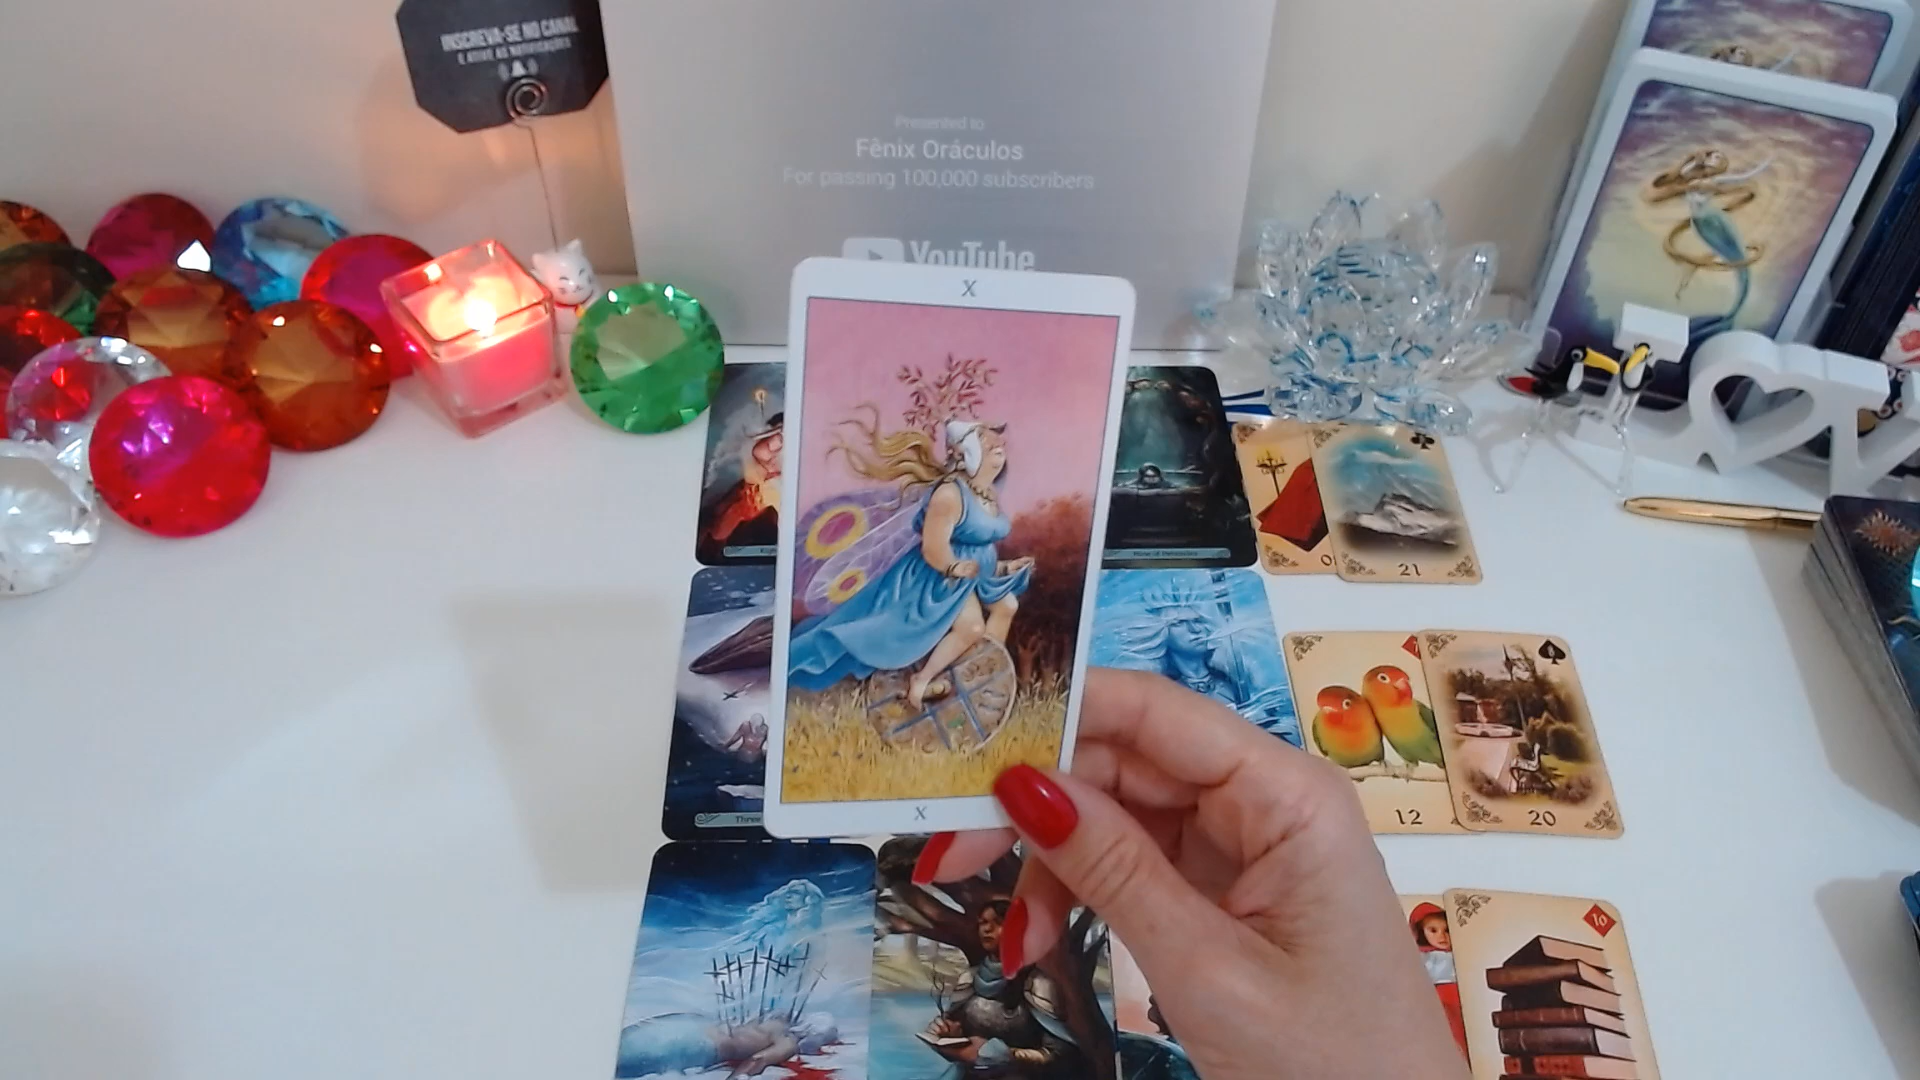 INSCREVA-SE NO CANAL
E ATIVE AS NOTIFICAÇÕES
Presented to
Fênix Oráculos
For passing 100,000 subscribers
YouTube
X
X
21
12
20
Three
10